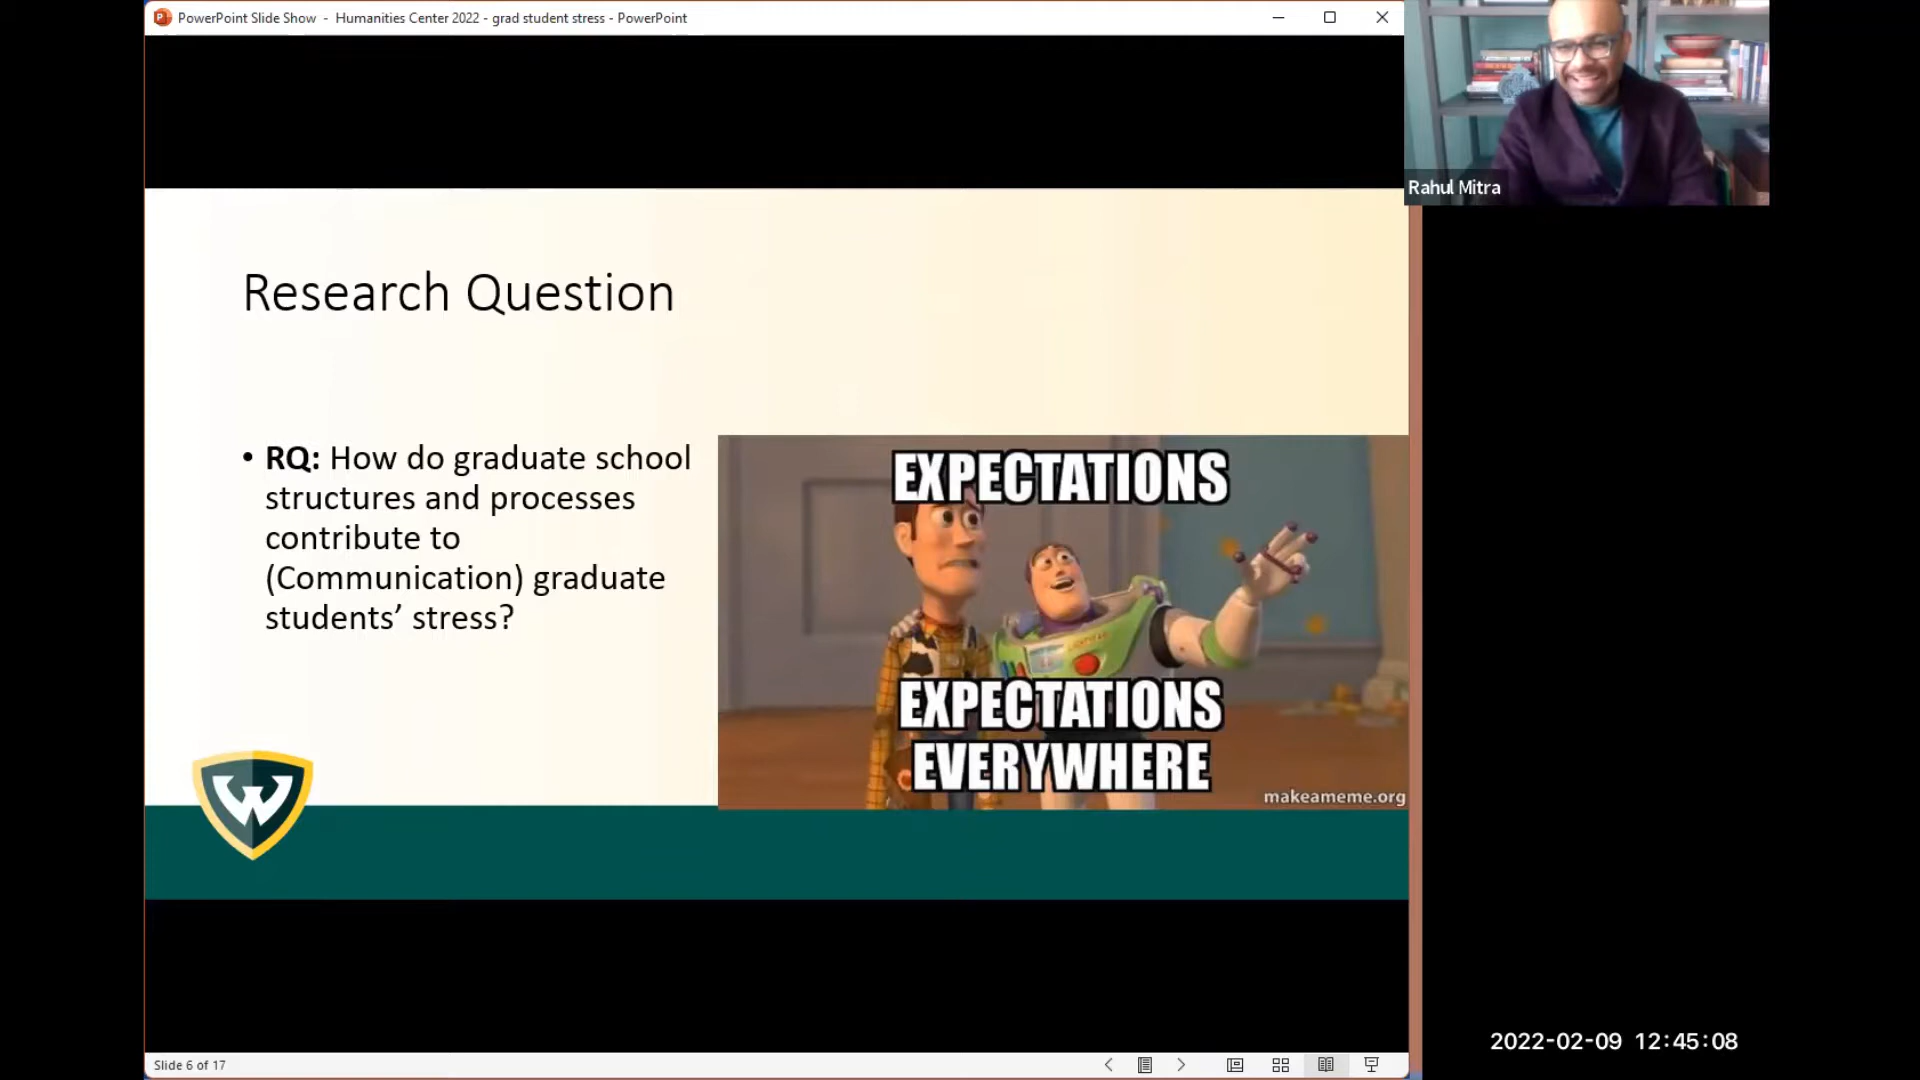 PowerPoint Slide Show - Humanities Center 2022 - grad student stress - PowerPoint
Rahul Mitra
Research Question
• RQ: How do graduate school
structures and processes
contribute to
(Communication) graduate
students’ stress?
EXPECTATIONS
EXPECTATIONS
EVERYWHERE
makeameme.org
W
2022-02-09 12:45:08
Slide 6 of 17